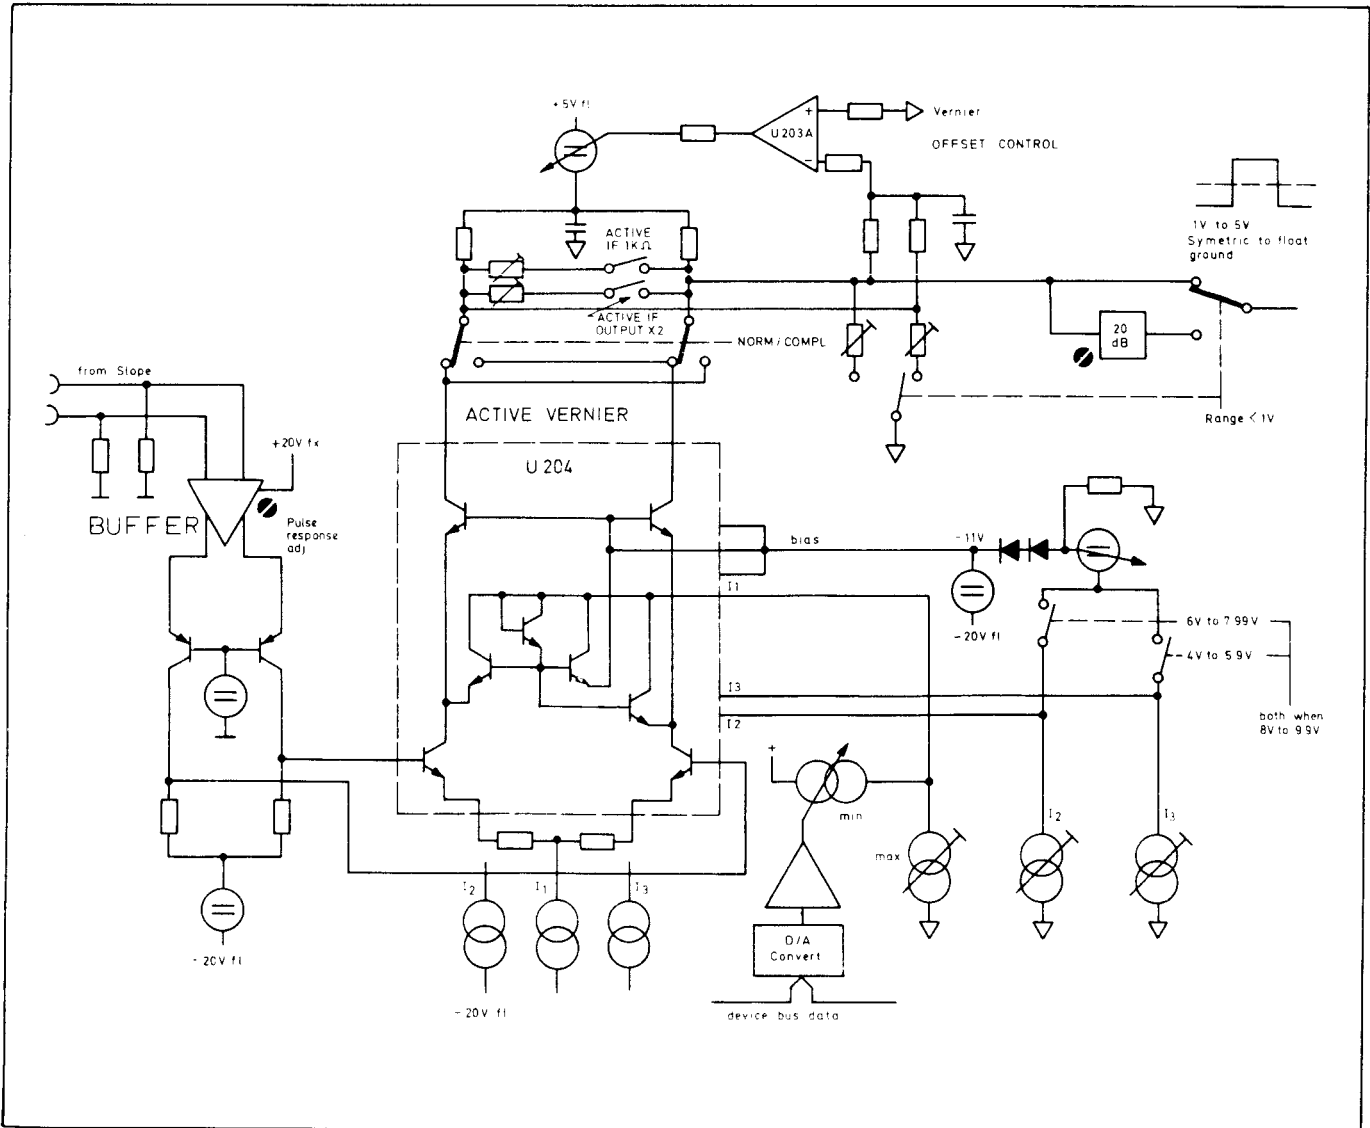 +5V fl
+
U203A
−
Vernier
OFFSET CONTROL
1V to 5V
Symetric to float
ground
ACTIVE
IF 1KΩ
ACTIVE IF
OUTPUT X2
NORM/COMPL
20
dB
Range < 1V
from Slope
+20V fx
BUFFER
Pulse
response
adj
ACTIVE VERNIER
U 204
bias
-11V
-20V fl
I1
6V to 7.99V
4V to 5.9V
both when
8V to 9.9V
I3
I2
+
min
max
I2
I3
I2
I1
I3
D/A
Convert
device bus data
-20V fl
-20V fl